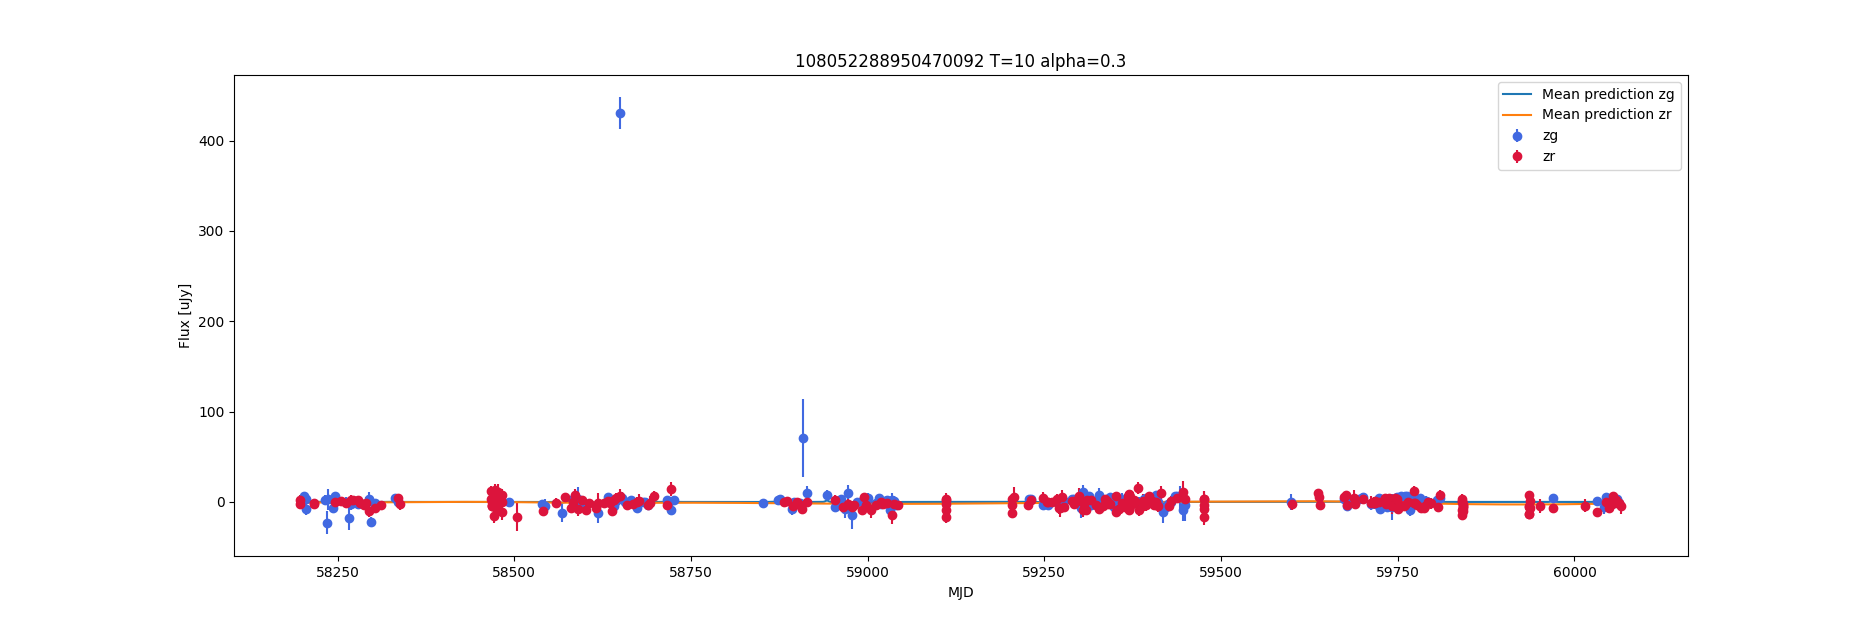 108052288950470092 T=10 alpha=0.3
Mean prediction zg
Mean prediction zr
zg
zr
400
300
200
100
0
Flux [uJy]
58250 58500 58750 59000 59250 59500 59750 60000
MJD